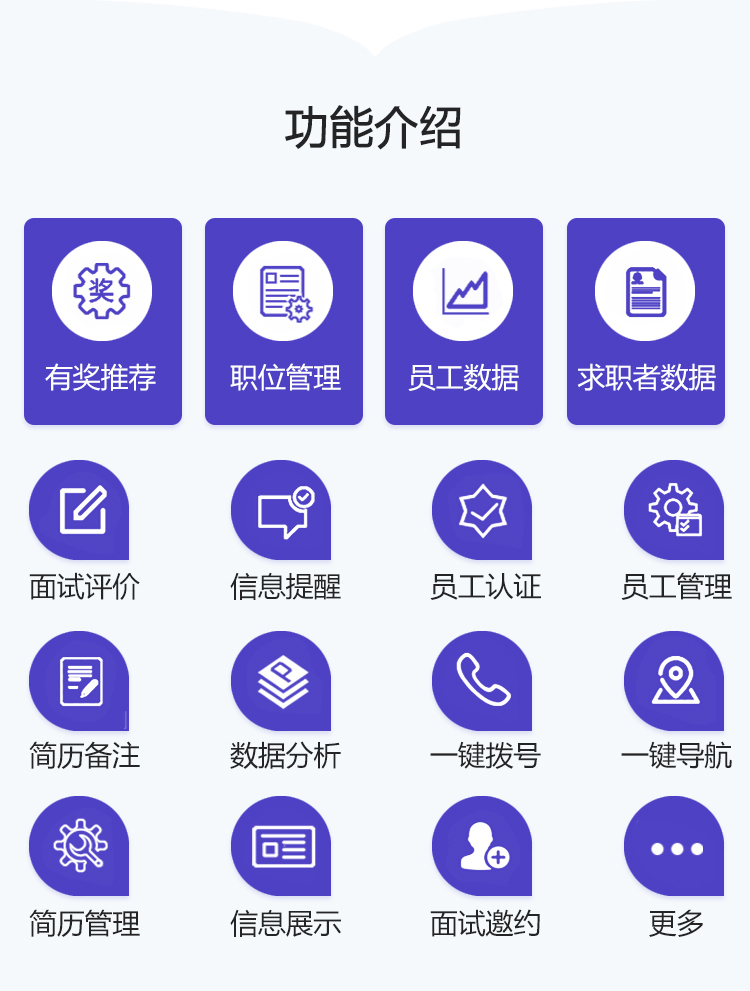 功能介绍
奖
有奖推荐 职位管理 员工数据 求职者数据
面试评价 信息提醒 员工认证 员工管理
简历备注 数据分析 一键拨号 一键导航
简历管理 信息展示 面试邀约 更多